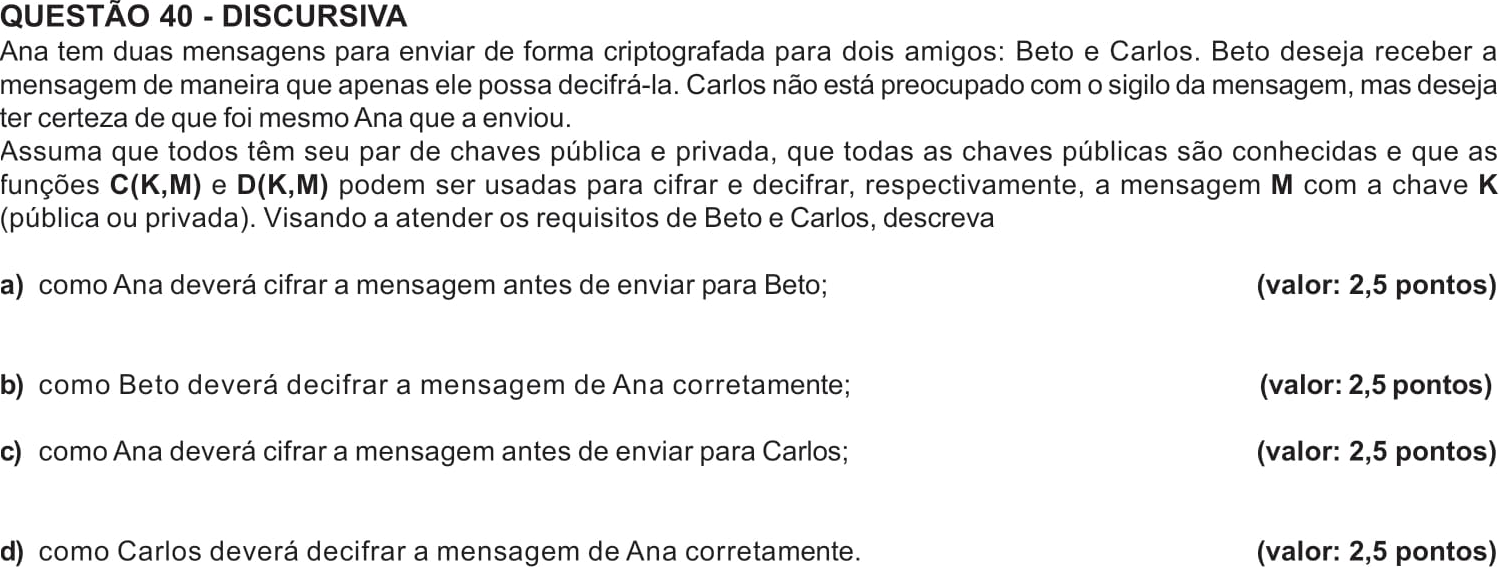 QUESTÃO 40 - DISCURSIVA
Ana tem duas mensagens para enviar de forma criptografada para dois amigos: Beto e Carlos. Beto deseja receber a
mensagem de maneira que apenas ele possa decifrá-la. Carlos não está preocupado com o sigilo da mensagem, mas deseja
ter certeza de que foi mesmo Ana que a enviou.
Assuma que todos têm seu par de chaves pública e privada, que todas as chaves públicas são conhecidas e que as
funções C(K,M) e D(K,M) podem ser usadas para cifrar e decifrar, respectivamente, a mensagem M com a chave K
(pública ou privada). Visando a atender os requisitos de Beto e Carlos, descreva
a) como Ana deverá cifrar a mensagem antes de enviar para Beto; (valor: 2,5 pontos)
b) como Beto deverá decifrar a mensagem de Ana corretamente; (valor: 2,5 pontos)
c) como Ana deverá cifrar a mensagem antes de enviar para Carlos; (valor: 2,5 pontos)
d) como Carlos deverá decifrar a mensagem de Ana corretamente. (valor: 2,5 pontos)